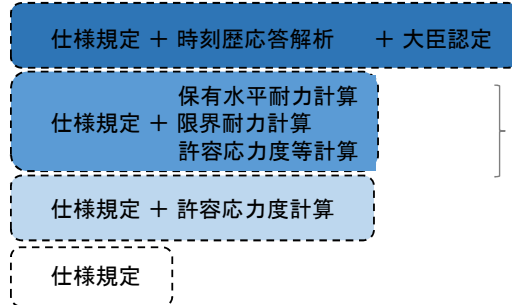 仕様規定 + 時刻歴応答解析 + 大臣認定
保有水平耐力計算
仕様規定 + 限界耐力計算
許容応力度等計算
仕様規定 + 許容応力度計算
仕様規定